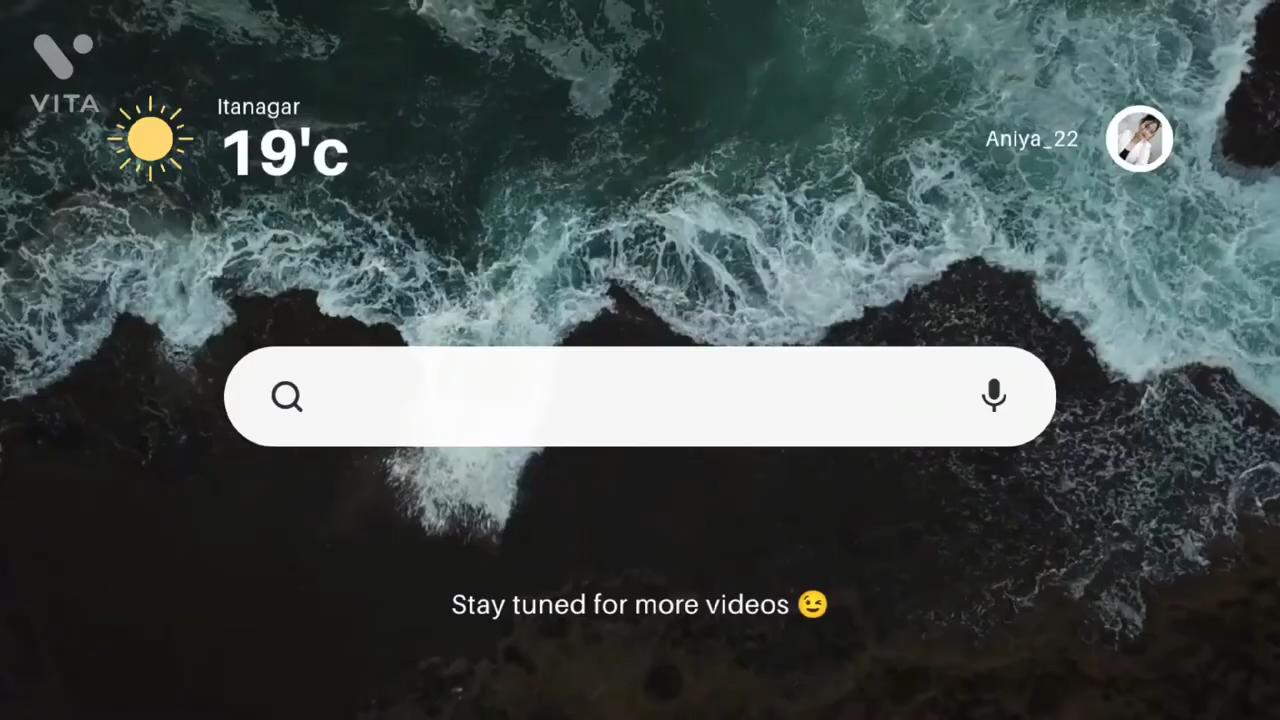 VITA
Itanagar
19'c
Aniya_22
Stay tuned for more videos 😉